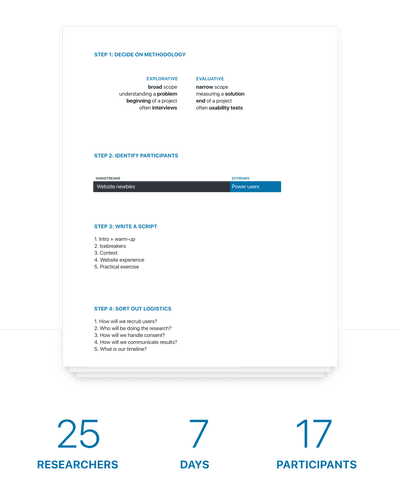 STEP 1: DECIDE ON METHODOLOGY
EXPLORATIVE
broad scope
understanding a problem
beginning of a project
often interviews
EVALUATIVE
narrow scope
measuring a solution
end of a project
often usability tests
STEP 2: IDENTIFY PARTICIPANTS
MAINSTREAMS
EXTREMES
Website newbies
Power users
STEP 3: WRITE A SCRIPT
1. Intro + warm-up
2. Icebreakers
3. Context
4. Website experience
5. Practical exercise
STEP 4: SORT OUT LOGISTICS
1. How will we recruit users?
2. Who will be doing the research?
3. How will we handle consent?
4. How will we communicate results?
5. What is our timeline?
25
RESEARCHERS
7
DAYS
17
PARTICIPANTS